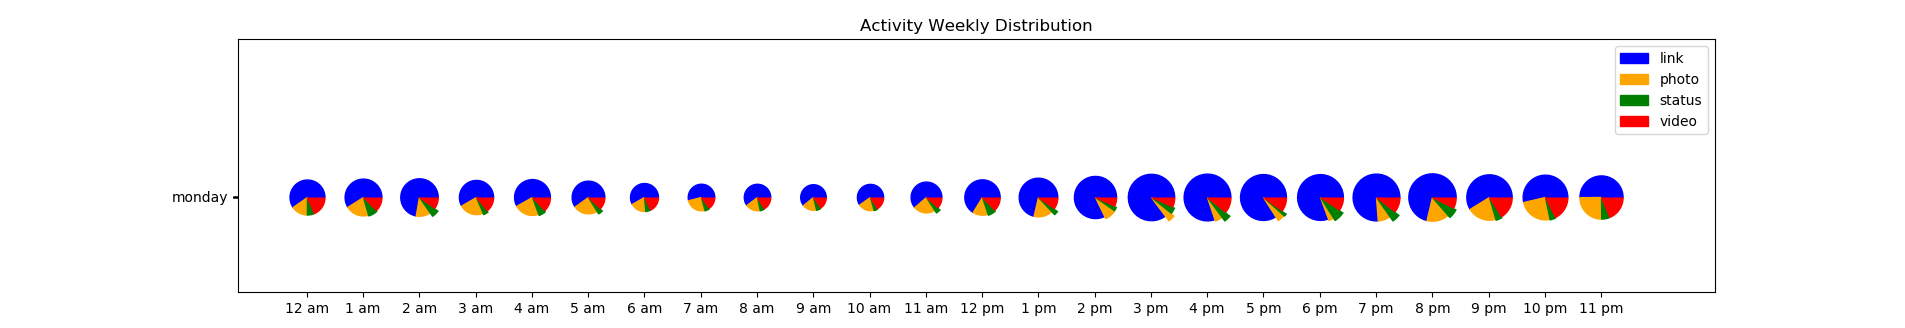 Activity Weekly Distribution
link
photo
status
video
monday
12 am 1 am 2 am 3 am 4 am 5 am 6 am 7 am 8 am 9 am 10 am 11 am 12 pm 1 pm 2 pm 3 pm 4 pm 5 pm 6 pm 7 pm 8 pm 9 pm 10 pm 11 pm